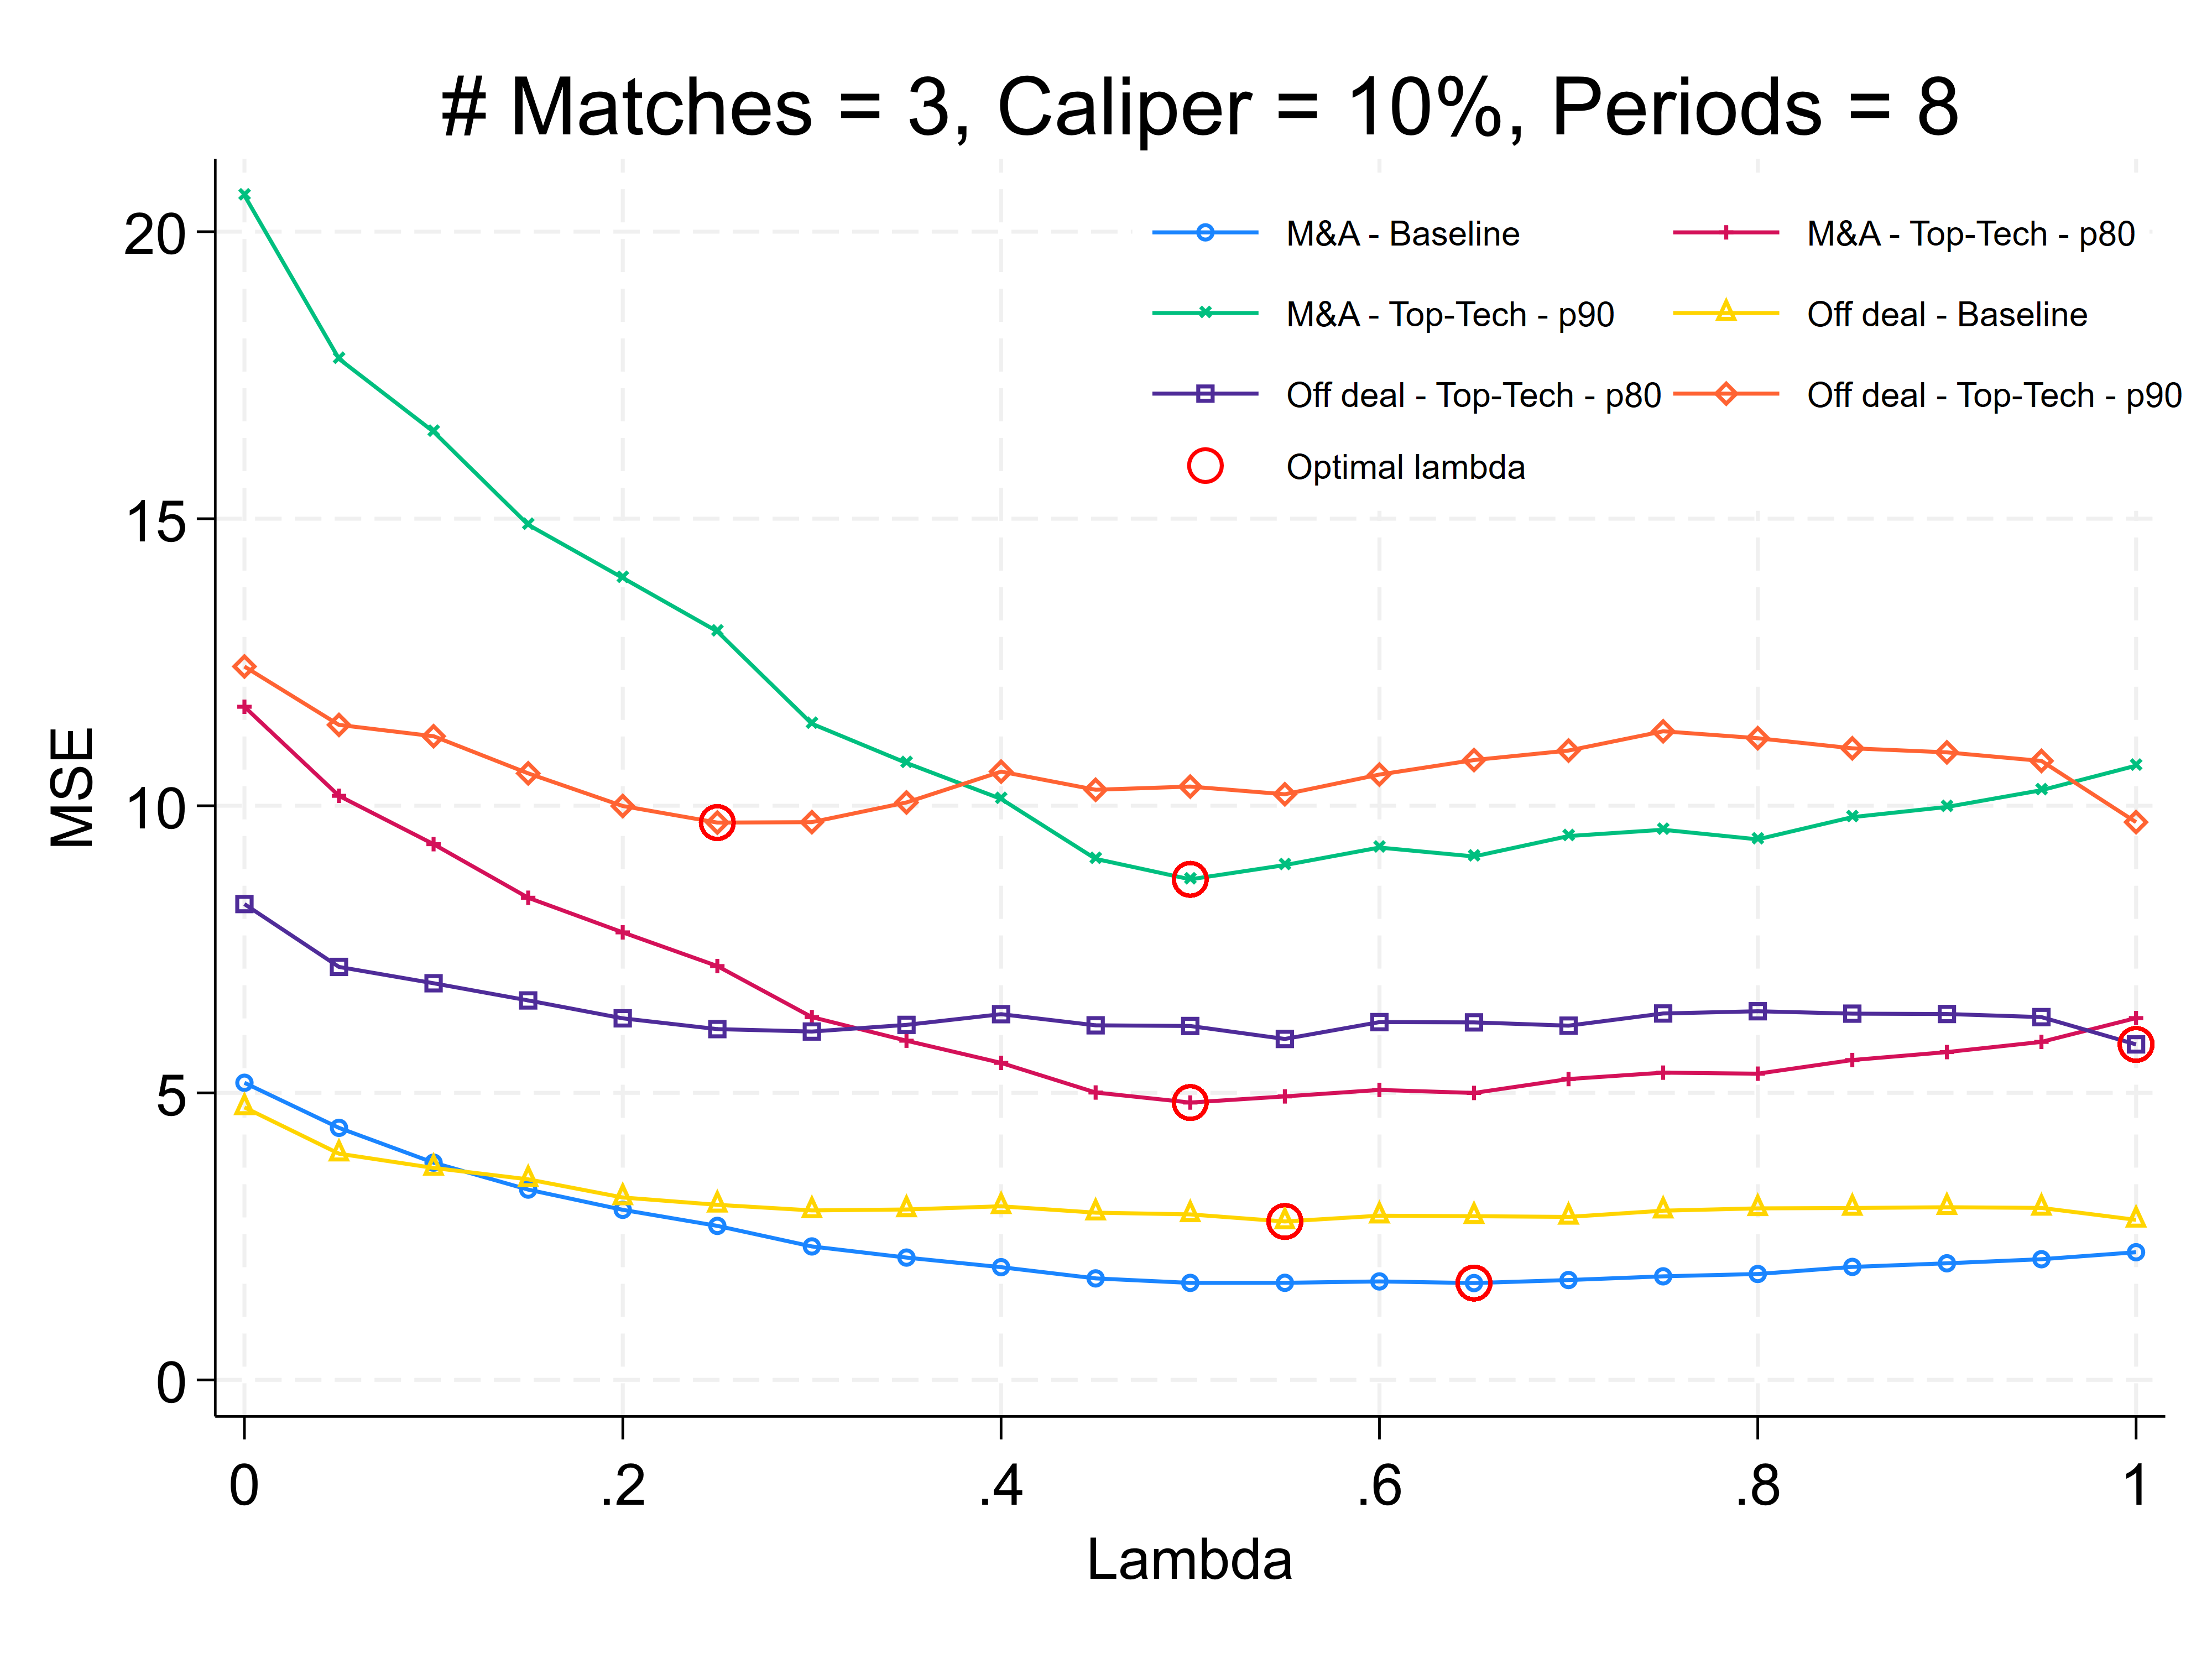 # Matches = 3, Caliper = 10%, Periods = 8
M&A - Baseline
M&A - Top-Tech - p80
M&A - Top-Tech - p90
Off deal - Baseline
Off deal - Top-Tech - p80
Off deal - Top-Tech - p90
Optimal lambda
MSE
20
15
10
5
0
0 .2 .4 .6 .8 1
Lambda